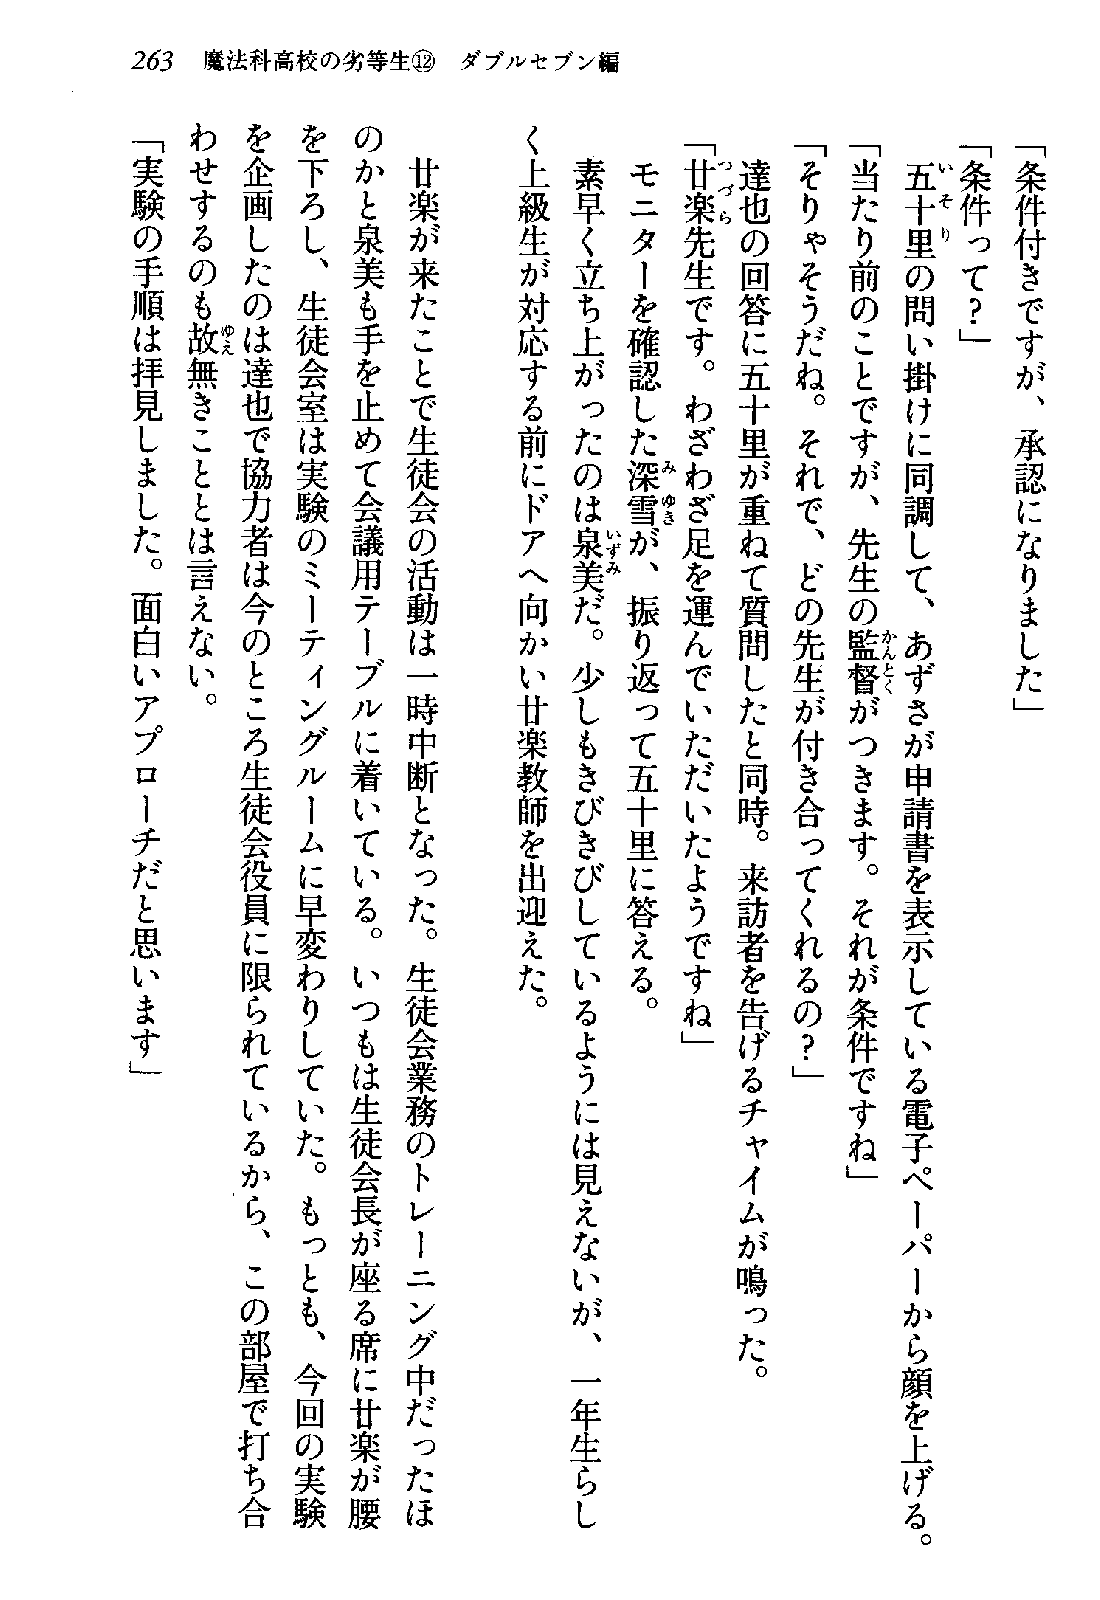 263　魔法科高校の劣等生⑫　ダブルセブン編
「条件付きですが、承認になりました」
「条件って？」
五十里の問い掛けに同調して、あずさが申請書を表示している電子ペーパーから顔を上げる。
「当たり前のことですが、先生の監督がつきます。それが条件ですね」
「そりゃそうだね。それで、どの先生が付き合ってくれるの？」
達也の回答に五十里が重ねて質問したと同時。来訪者を告げるチャイムが鳴った。
「廿楽先生です。わざわざ足を運んでいただいたようですね」
モニターを確認した深雪が、振り返って五十里に答える。
素早く立ち上がったのは泉美だ。少しもきびきびしているようには見えないが、一年生らし
く上級生が対応する前にドアへ向かい廿楽教師を出迎えた。
廿楽が来たことで生徒会の活動は一時中断となった。生徒会業務のトレーニング中だったほ
のかと泉美も手を止めて会議用テーブルに着いている。いつもは生徒会長が座る席に廿楽が腰
を下ろし、生徒会室は実験のミーティングルームに早変わりしていた。もっとも、今回の実験
を企画したのは達也で協力者は今のところ生徒会役員に限られているから、この部屋で打ち合
わせするのも故無きこととは言えない。
「実験の手順は拝見しました。面白いアプローチだと思います」